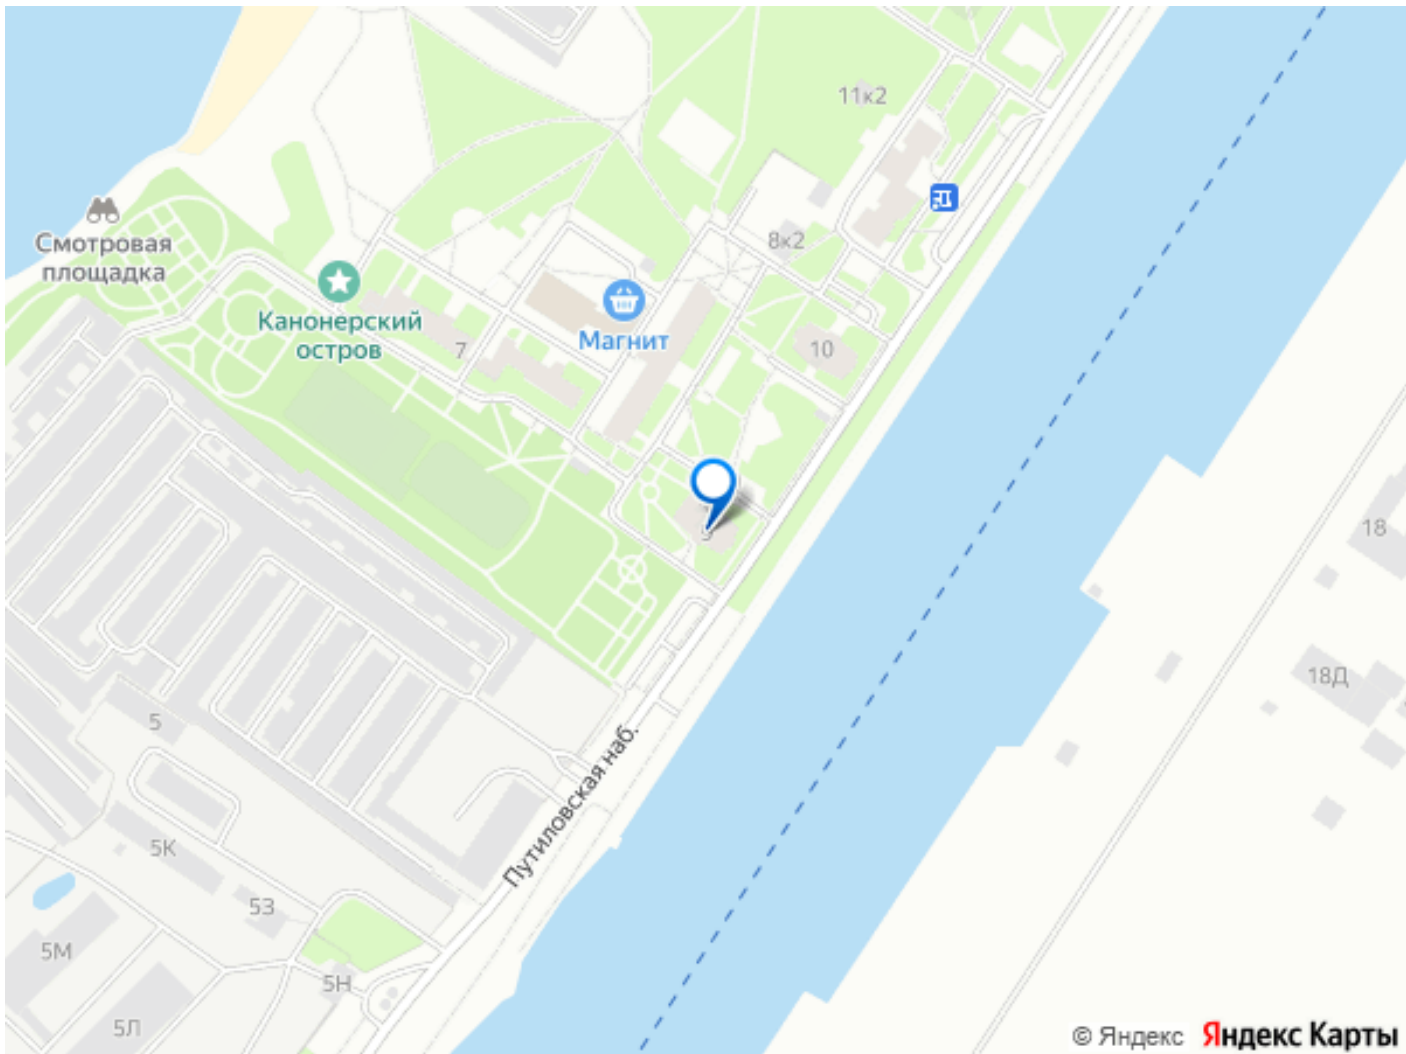 11к2
8к2
Смотровая
площадка
Канонерский
остров
7
Магнит
10
9
18
18Д
5
Путиловская наб.
5К
53
5М
5Н
5Л
© Яндекс Яндекс Карты